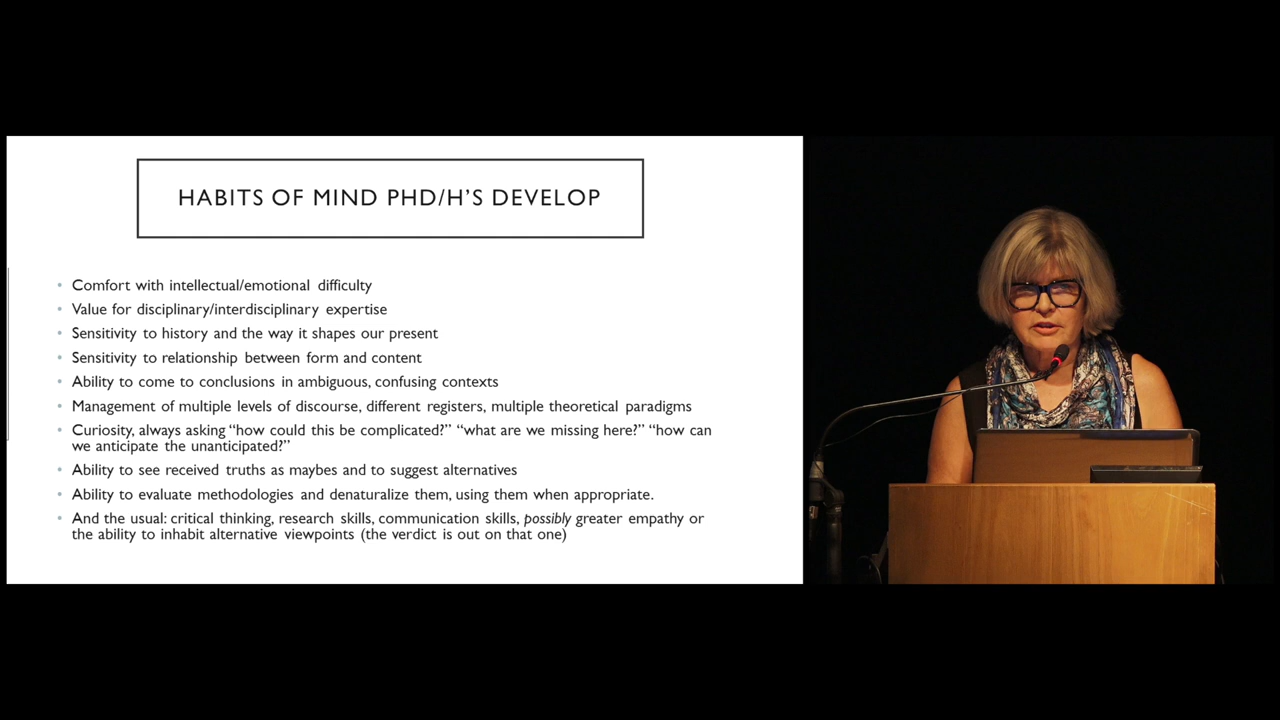 HABITS OF MIND PHD/H'S DEVELOP
• Comfort with intellectual/emotional difficulty
• Value for disciplinary/interdisciplinary expertise
• Sensitivity to history and the way it shapes our present
• Sensitivity to relationship between form and content
• Ability to come to conclusions in ambiguous, confusing contexts
• Management of multiple levels of discourse, different registers, multiple theoretical paradigms
• Curiosity, always asking “how could this be complicated?” “what are we missing here?” “how can
we anticipate the unanticipated?”
• Ability to see received truths as maybes and to suggest alternatives
• Ability to evaluate methodologies and denaturalize them, using them when appropriate.
• And the usual: critical thinking, research skills, communication skills, possibly greater empathy or
the ability to inhabit alternative viewpoints (the verdict is out on that one)